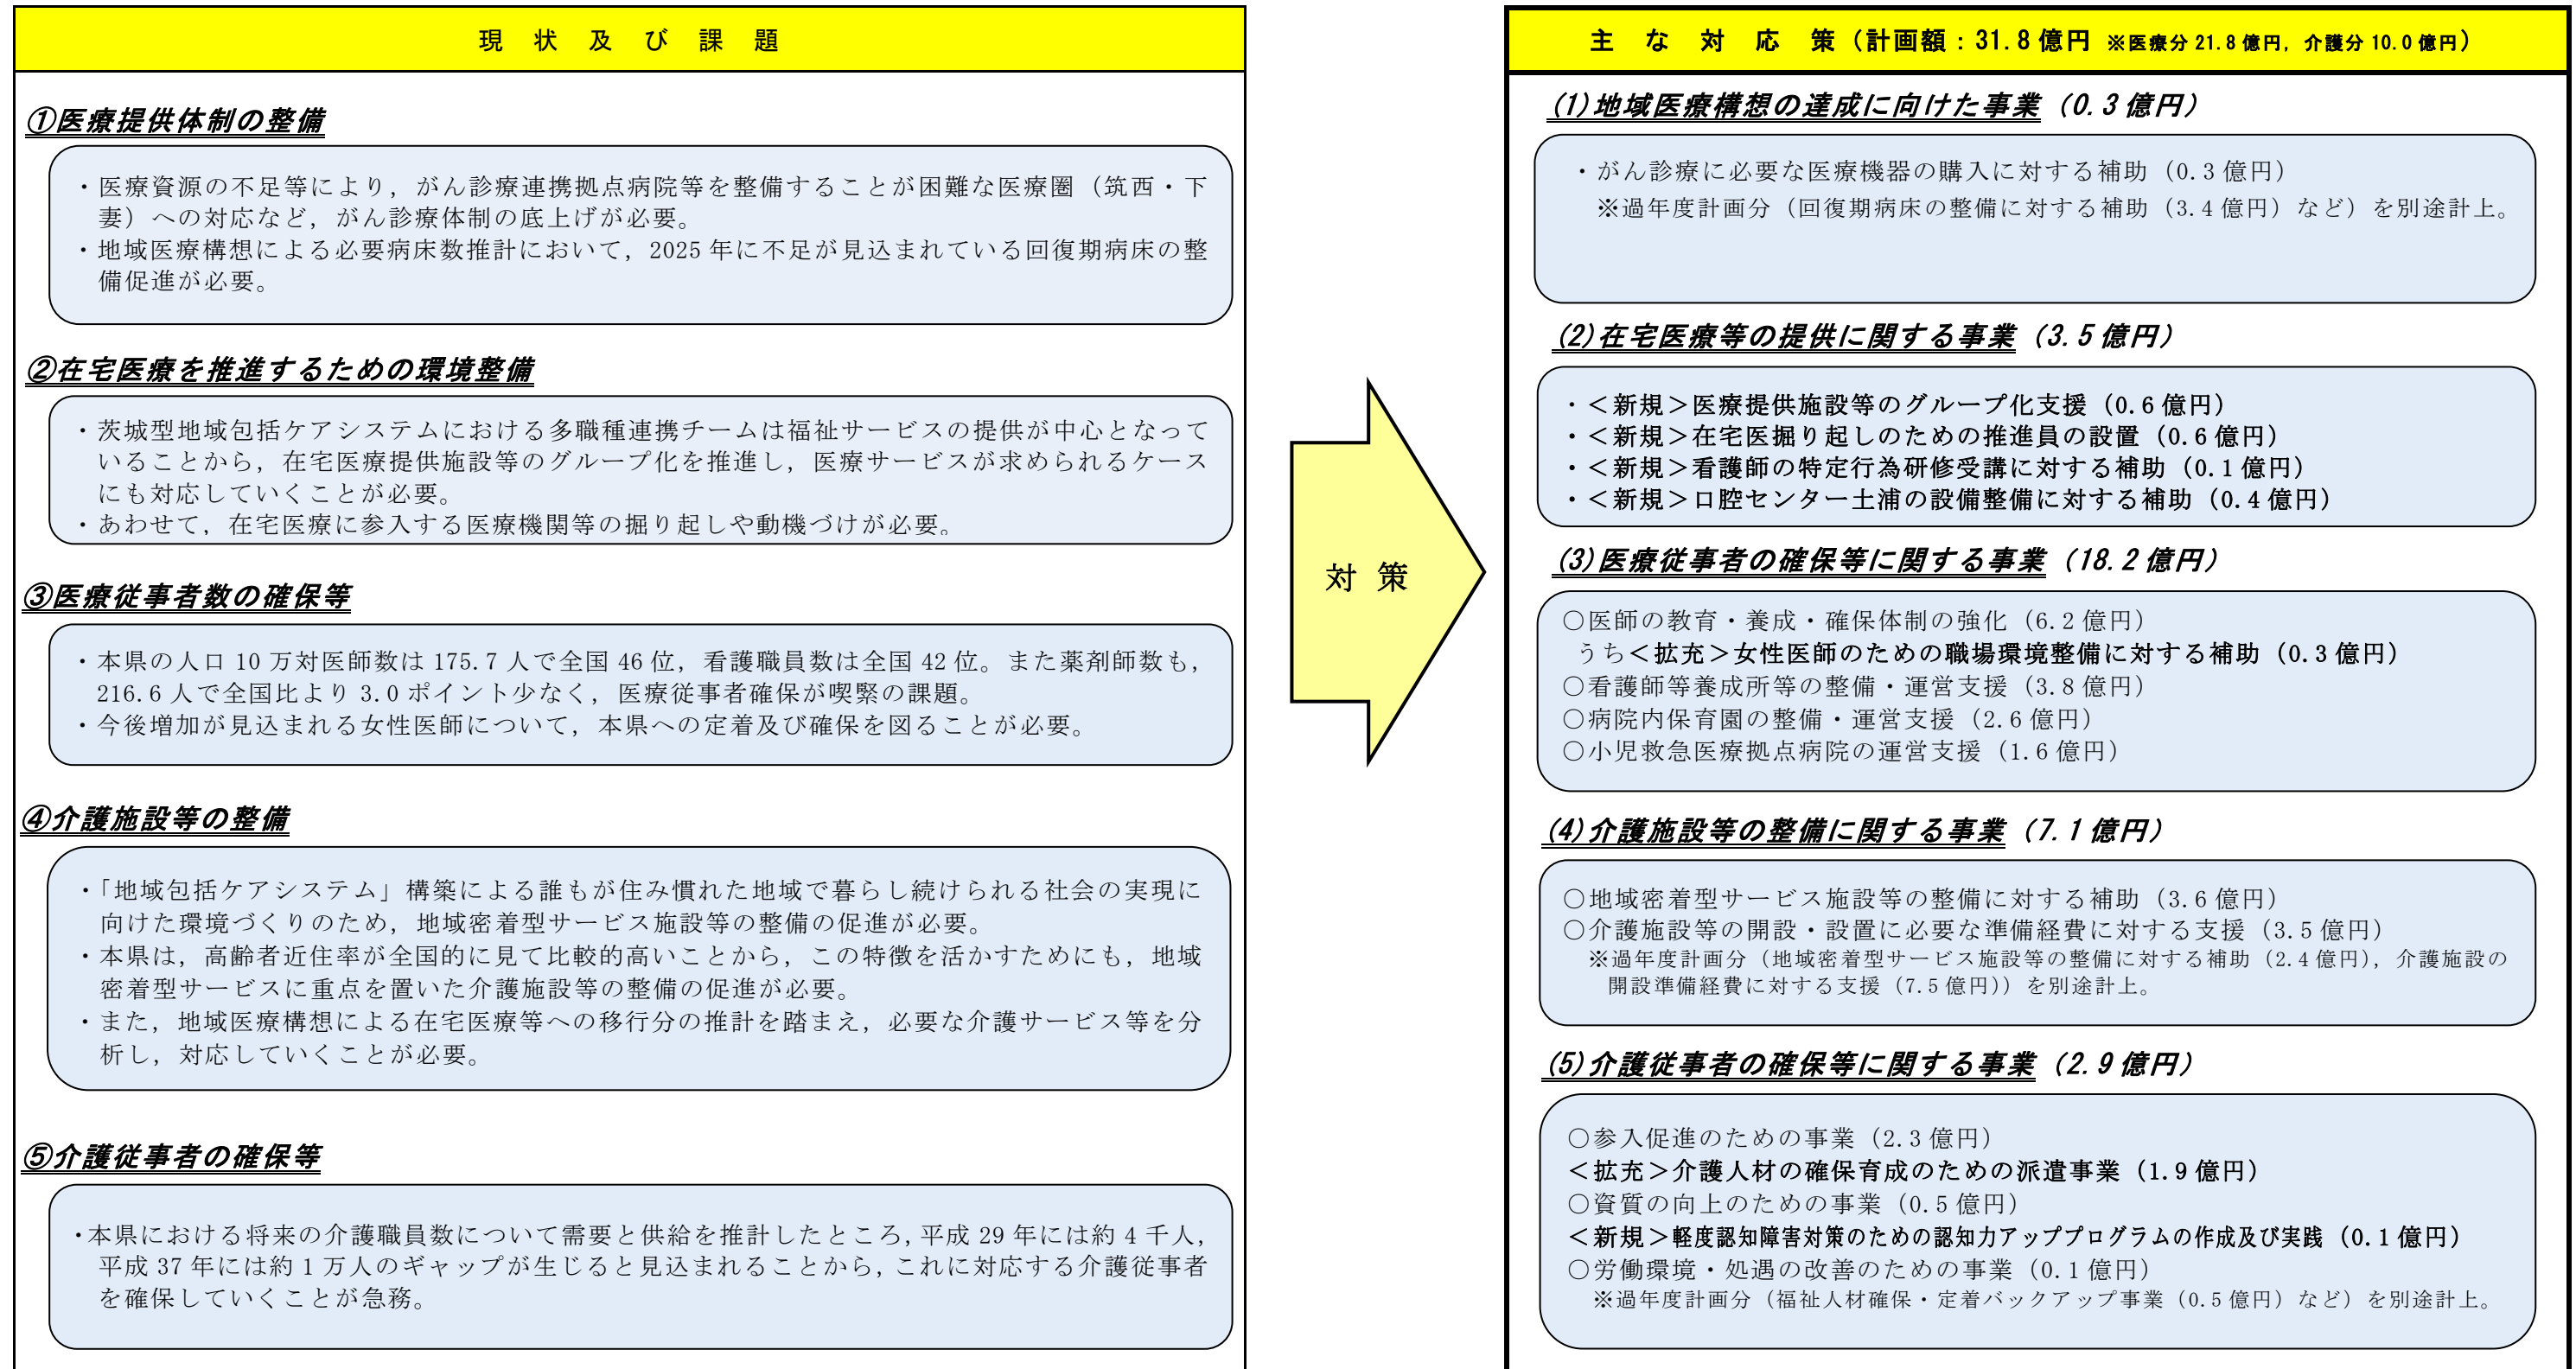 現 状 及 び 課 題
①医療提供体制の整備
・医療資源の不足等により，がん診療連携拠点病院等を整備することが困難な医療圏（筑西・下
妻）への対応など，がん診療体制の底上げが必要。
・地域医療構想による必要病床数推計において，2025 年に不足が見込まれている回復期病床の整
備促進が必要。
②在宅医療を推進するための環境整備
・茨城型地域包括ケアシステムにおける多職種連携チームは福祉サービスの提供が中心となって
いることから，在宅医療提供施設等のグループ化を推進し，医療サービスが求められるケース
にも対応していくことが必要。
・あわせて，在宅医療に参入する医療機関等の掘り起しや動機づけが必要。
③医療従事者数の確保等
・本県の人口 10 万対医師数は 175.7 人で全国 46 位，看護職員数は全国 42 位。また薬剤師数も，
216.6 人で全国比より 3.0 ポイント少なく，医療従事者確保が喫緊の課題。
・今後増加が見込まれる女性医師について，本県への定着及び確保を図ることが必要。
④介護施設等の整備
・「地域包括ケアシステム」構築による誰もが住み慣れた地域で暮らし続けられる社会の実現に
向けた環境づくりのため，地域密着型サービス施設等の整備の促進が必要。
・本県は，高齢者近住率が全国的に見て比較的高いことから，この特徴を活かすためにも，地域
密着型サービスに重点を置いた介護施設等の整備の促進が必要。
・また，地域医療構想による在宅医療等への移行分の推計を踏まえ，必要な介護サービス等を分
析し，対応していくことが必要。
⑤介護従事者の確保等
・本県における将来の介護職員数について需要と供給を推計したところ，平成 29 年には約 4 千人，
平成 37 年には約 1 万人のギャップが生じると見込まれることから，これに対応する介護従事者
を確保していくことが急務。
対 策
主 な 対 応 策（計画額：31.8 億円 ※医療分 21.8 億円，介護分 10.0 億円）
(1)地域医療構想の達成に向けた事業（0.3 億円）
・がん診療に必要な医療機器の購入に対する補助（0.3 億円）
※過年度計画分（回復期病床の整備に対する補助（3.4 億円）など）を別途計上。
(2)在宅医療等の提供に関する事業（3.5 億円）
・＜新規＞医療提供施設等のグループ化支援（0.6 億円）
・＜新規＞在宅医掘り起しのための推進員の設置（0.6 億円）
・＜新規＞看護師の特定行為研修受講に対する補助（0.1 億円）
・＜新規＞口腔センター土浦の設備整備に対する補助（0.4 億円）
(3)医療従事者の確保等に関する事業（18.2 億円）
○医師の教育・養成・確保体制の強化（6.2 億円）
うち＜拡充＞女性医師のための職場環境整備に対する補助（0.3 億円）
○看護師等養成所等の整備・運営支援（3.8 億円）
○病院内保育園の整備・運営支援（2.6 億円）
○小児救急医療拠点病院の運営支援（1.6 億円）
(4)介護施設等の整備に関する事業（7.1 億円）
○地域密着型サービス施設等の整備に対する補助（3.6 億円）
○介護施設等の開設・設置に必要な準備経費に対する支援（3.5 億円）
※過年度計画分（地域密着型サービス施設等の整備に対する補助（2.4 億円），介護施設の
開設準備経費に対する支援（7.5 億円））を別途計上。
(5)介護従事者の確保等に関する事業（2.9 億円）
○参入促進のための事業（2.3 億円）
＜拡充＞介護人材の確保育成のための派遣事業（1.9 億円）
○資質の向上のための事業（0.5 億円）
＜新規＞軽度認知障害対策のための認知力アッププログラムの作成及び実践（0.1 億円）
○労働環境・処遇の改善のための事業（0.1 億円）
※過年度計画分（福祉人材確保・定着バックアップ事業（0.5 億円）など）を別途計上。